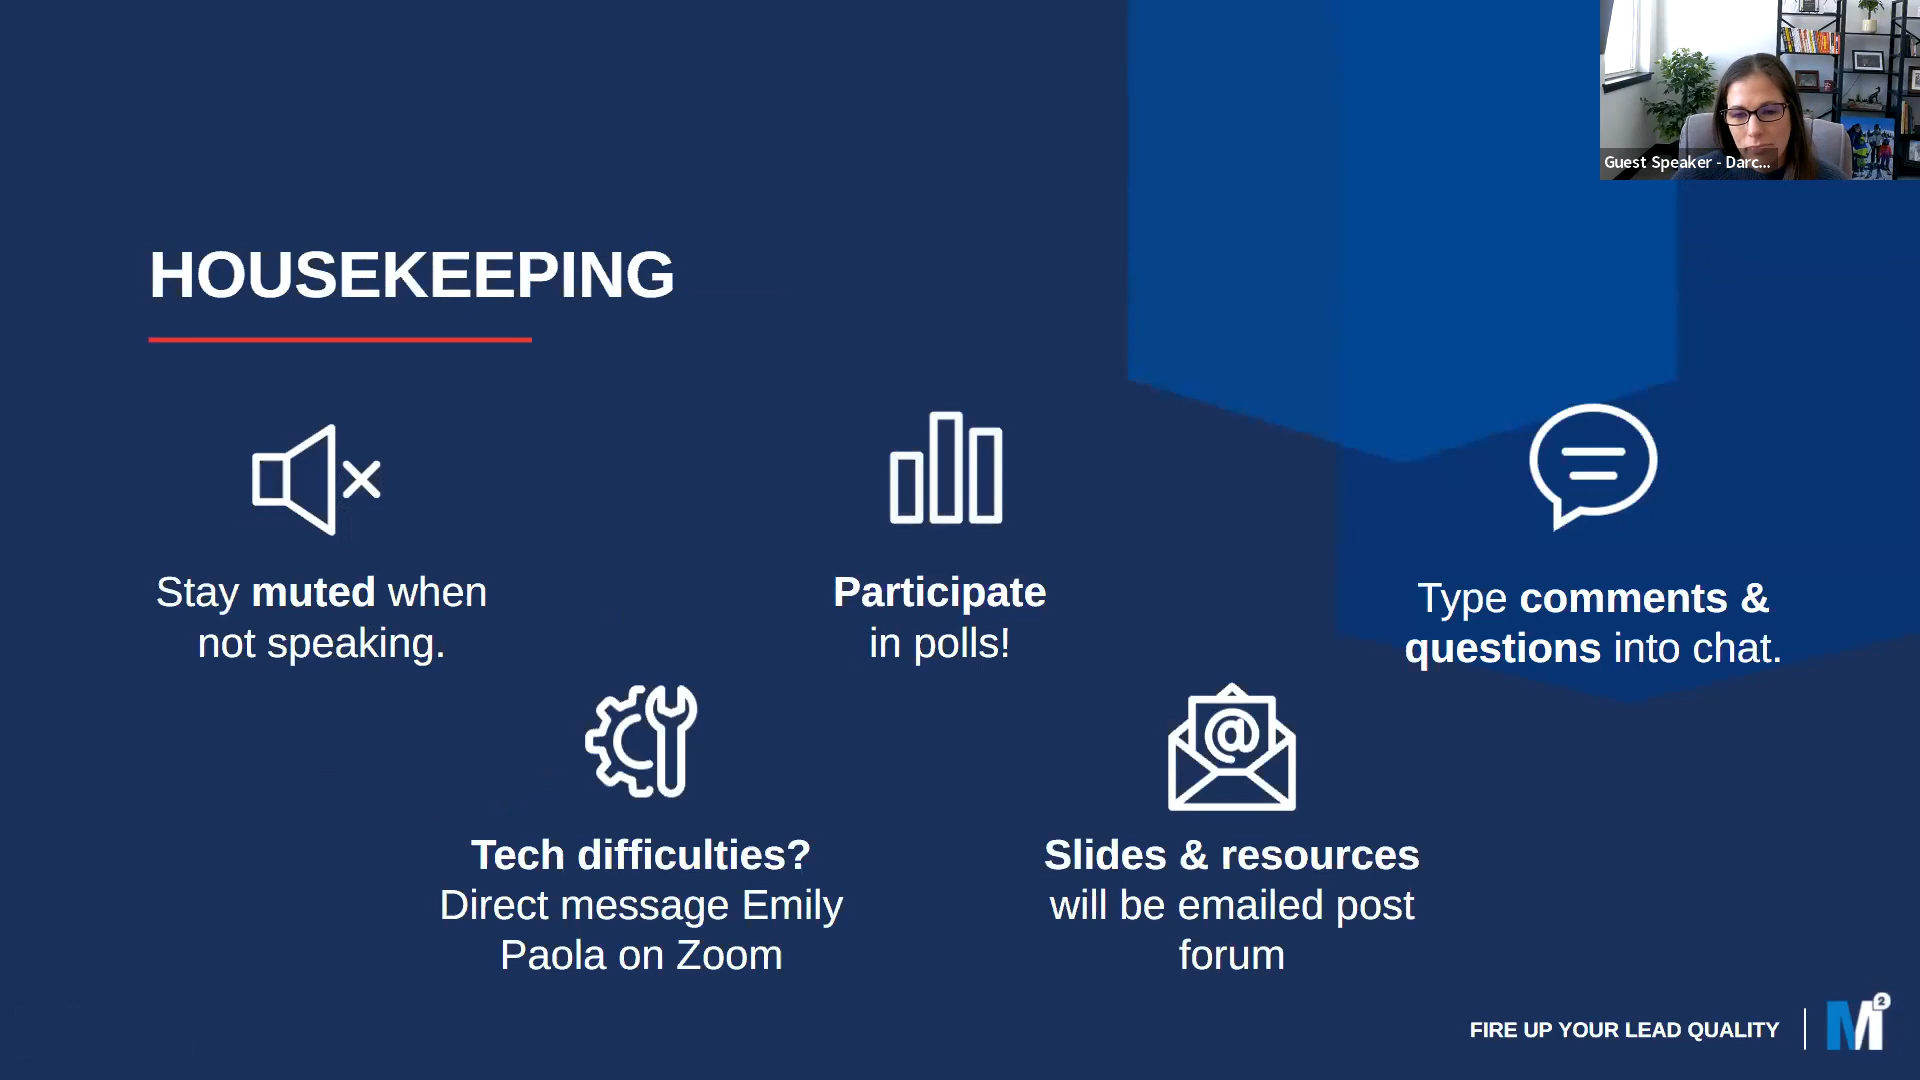 Guest Speaker - Darc...
HOUSEKEEPING
Stay muted when
not speaking.
Participate
in polls!
Type comments &
questions into chat.
@
Tech difficulties?
Direct message Emily
Paola on Zoom
Slides & resources
will be emailed post
forum
FIRE UP YOUR LEAD QUALITY
M2